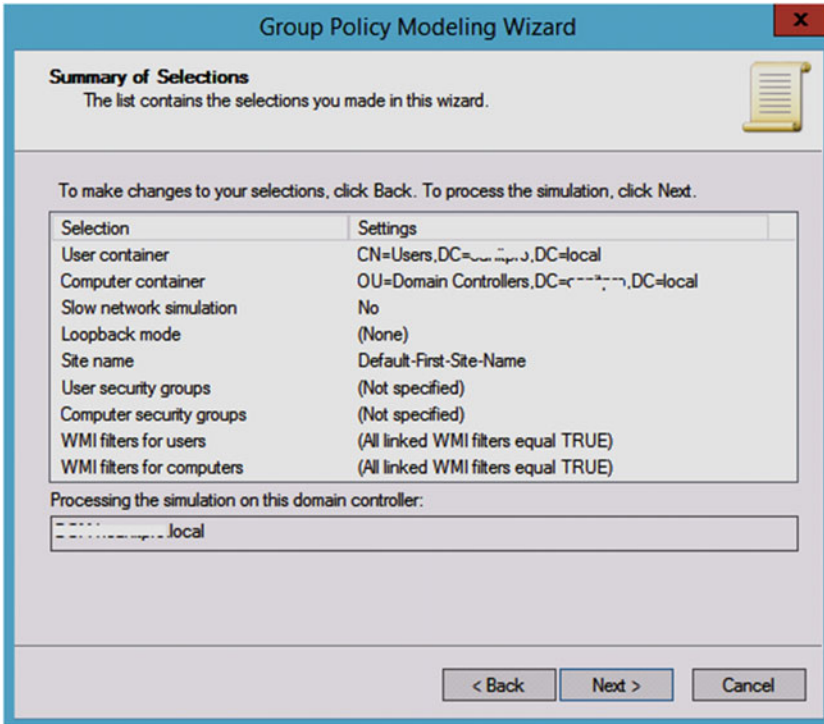 Group Policy Modeling Wizard
x
Summary of Selections
The list contains the selections you made in this wizard.
To make changes to your selections, click Back. To process the simulation, click Next.
Selection Settings
User container CN=Users,DC= ,DC=local
Computer container OU=Domain Controllers,DC= ,DC=local
Slow network simulation No
Loopback mode (None)
Site name Default-First-Site-Name
User security groups (Not specified)
Computer security groups (Not specified)
WMI filters for users (All linked WMI filters equal TRUE)
WMI filters for computers (All linked WMI filters equal TRUE)
Processing the simulation on this domain controller:
.local
< Back Next > Cancel